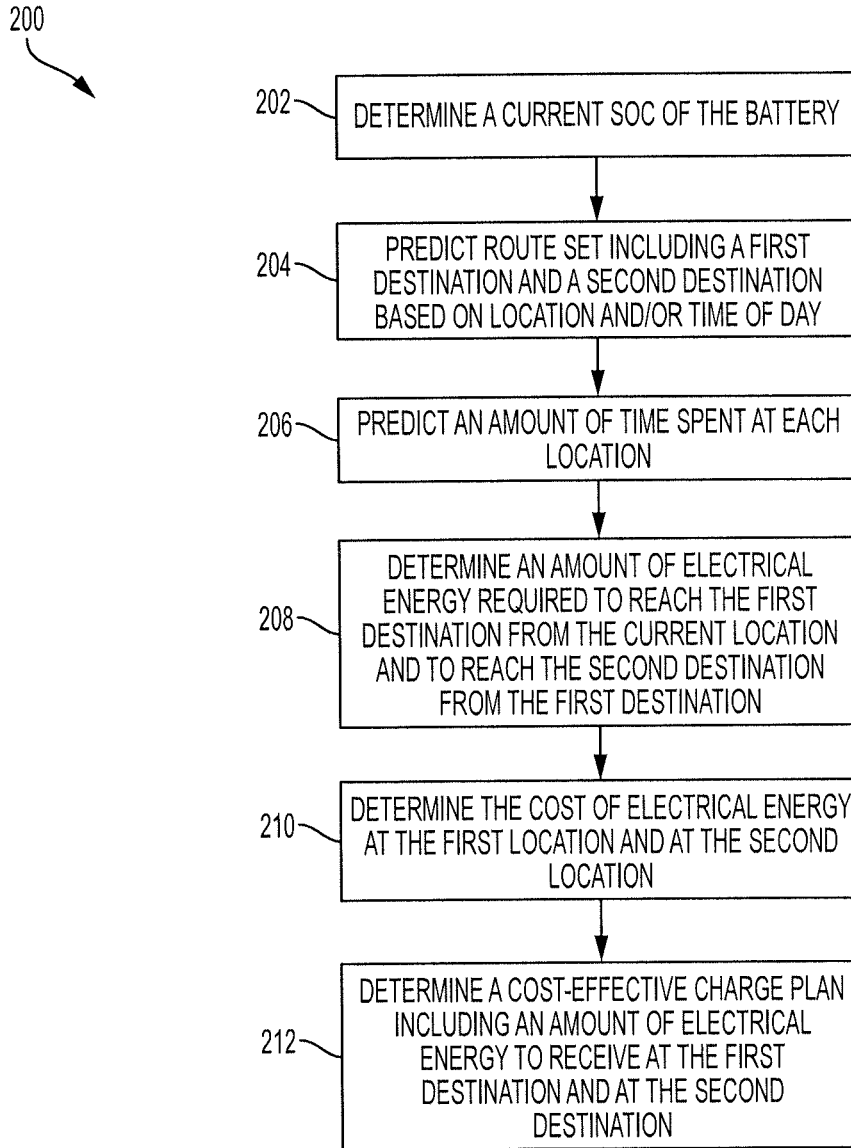 200
202
DETERMINE A CURRENT SOC OF THE BATTERY
204
PREDICT ROUTE SET INCLUDING A FIRST
DESTINATION AND A SECOND DESTINATION
BASED ON LOCATION AND/OR TIME OF DAY
206
PREDICT AN AMOUNT OF TIME SPENT AT EACH
LOCATION
208
DETERMINE AN AMOUNT OF ELECTRICAL
ENERGY REQUIRED TO REACH THE FIRST
DESTINATION FROM THE CURRENT LOCATION
AND TO REACH THE SECOND DESTINATION
FROM THE FIRST DESTINATION
210
DETERMINE THE COST OF ELECTRICAL ENERGY
AT THE FIRST LOCATION AND AT THE SECOND
LOCATION
212
DETERMINE A COST-EFFECTIVE CHARGE PLAN
INCLUDING AN AMOUNT OF ELECTRICAL
ENERGY TO RECEIVE AT THE FIRST
DESTINATION AND AT THE SECOND
DESTINATION